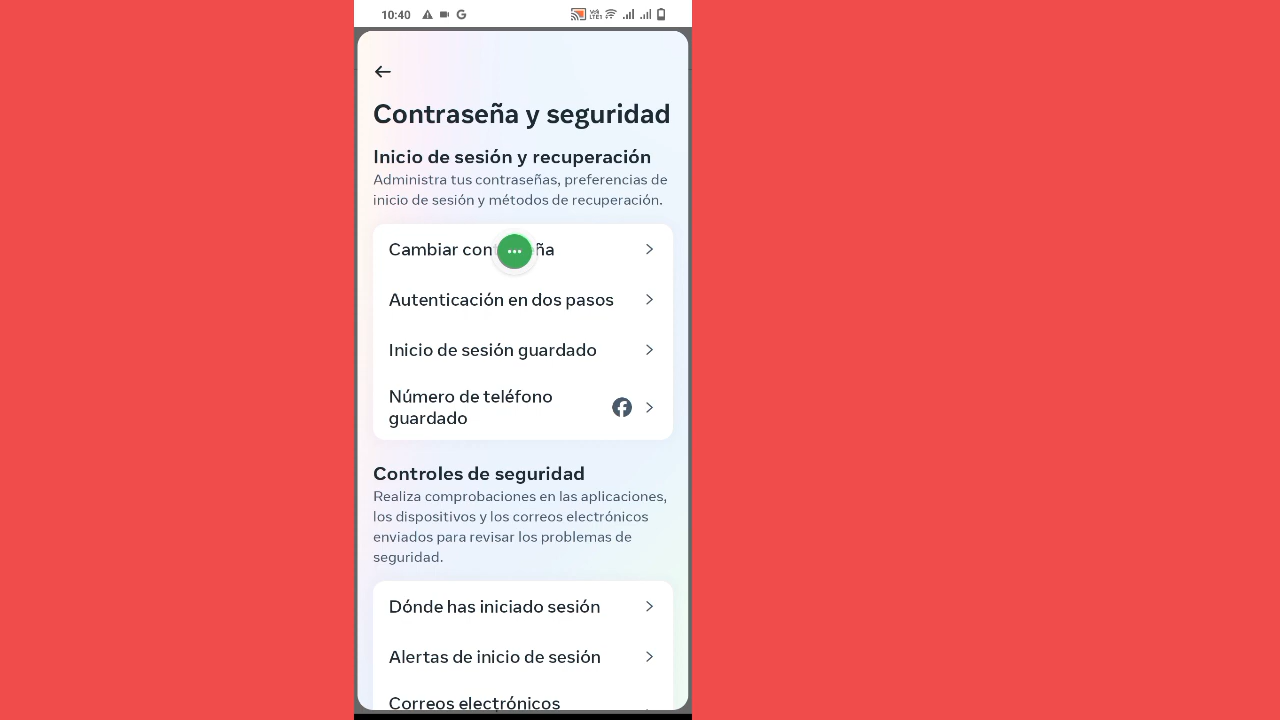 10:40
Contraseña y seguridad
Inicio de sesión y recuperación
Administra tus contraseñas, preferencias de
inicio de sesión y métodos de recuperación.
Cambiar con ña
Autenticación en dos pasos
Inicio de sesión guardado
Número de teléfono
guardado
Controles de seguridad
Realiza comprobaciones en las aplicaciones,
los dispositivos y los correos electrónicos
enviados para revisar los problemas de
seguridad.
Dónde has iniciado sesión
Alertas de inicio de sesión
Correos electrónicos